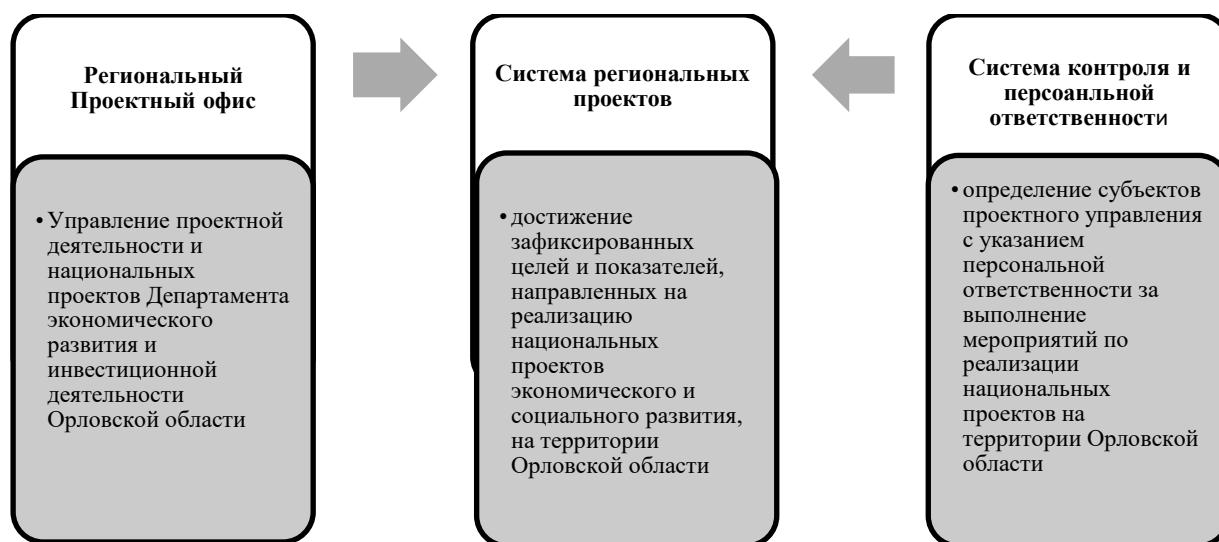 Региональный
Проектный офис
• Управление проектной
деятельности и
национальных
проектов Департамента
экономического
развития и
инвестиционной
деятельности
Орловской области
Система региональных
проектов
• достижение
зафиксированных
целей и показателей,
направленных на
реализацию
национальных
проектов
экономического и
социального развития,
на территории
Орловской области
Система контроля и
персоанльной
ответственности
• определение субъектов
проектного управления
с указанием
персональной
ответственности за
выполнение
мероприятий по
реализации
национальных
проектов на
территории Орловской
области